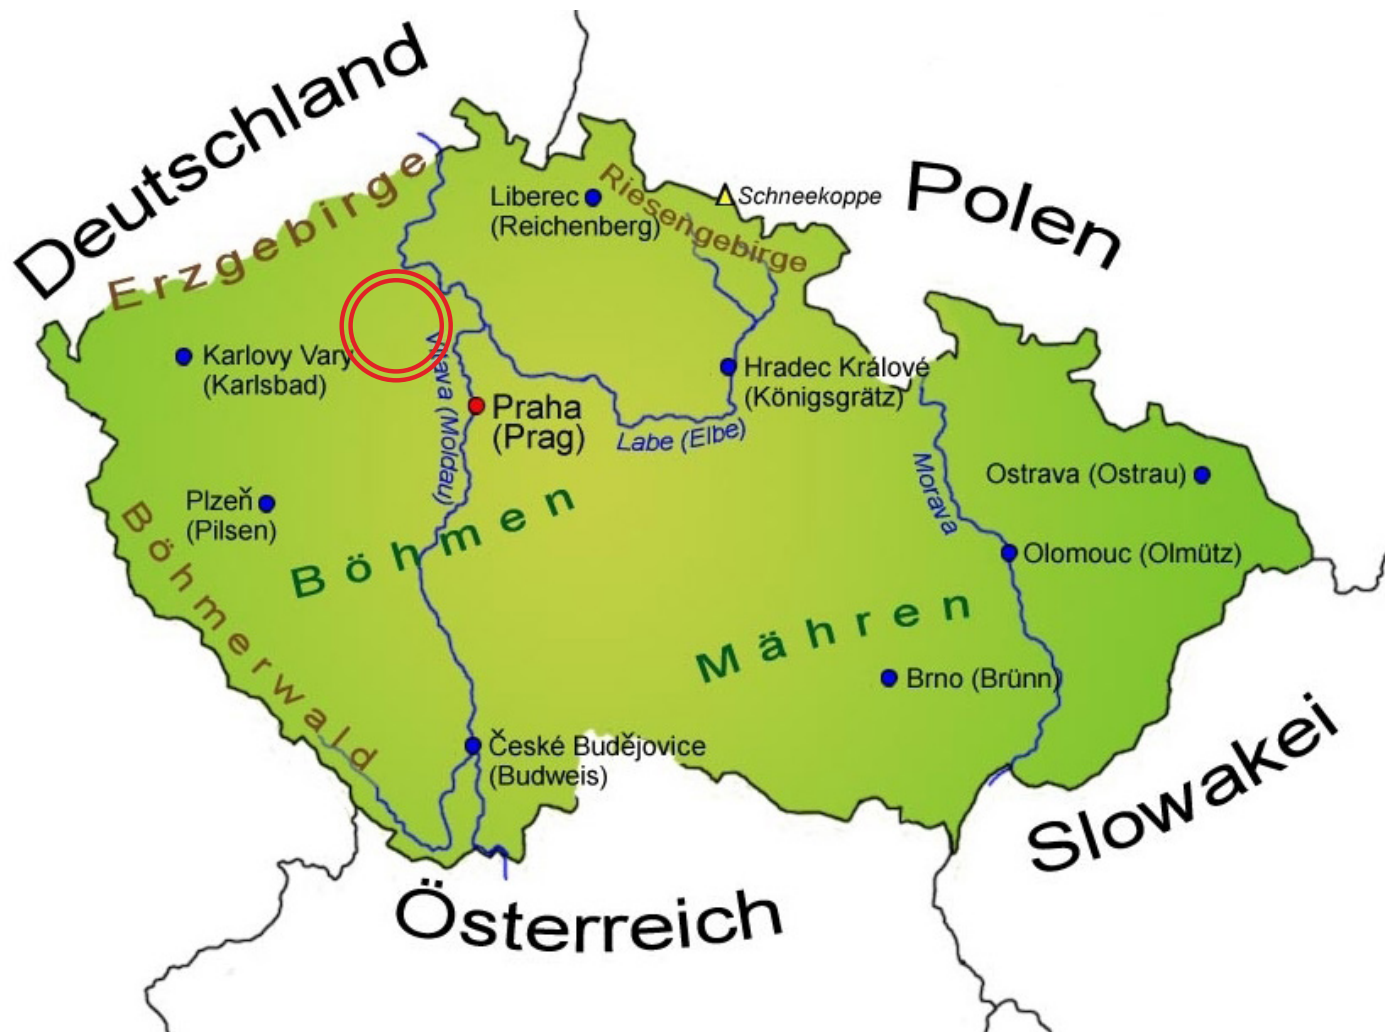 Deutschland
Polen
Erzgebirge
Riesengebirge
Schneekoppe
Liberec
(Reichenberg)
Karlovy Vary
(Karlsbad)
Vltava (Moldau)
Praha
(Prag)
Hradec Králové
(Königsgrätz)
Labe (Elbe)
Morava
Ostrava (Ostrau)
Plzeň
(Pilsen)
Böhmen
Böhmerwald
Olomouc (Olmütz)
Mähren
Brno (Brünn)
České Budějovice
(Budweis)
Slowakei
Österreich